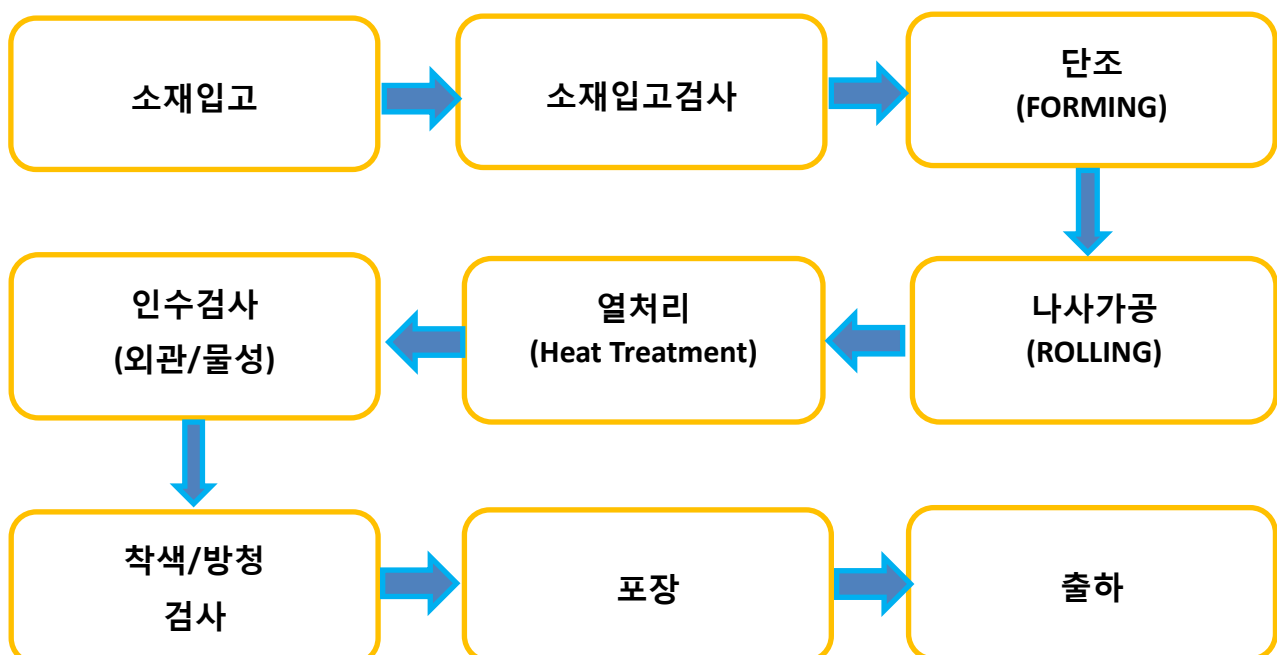 소재입고
소재입고검사
단조
(FORMING)
나사가공
(ROLLING)
열처리
(Heat Treatment)
인수검사
(외관/물성)
착색/방청
검사
포장
출하